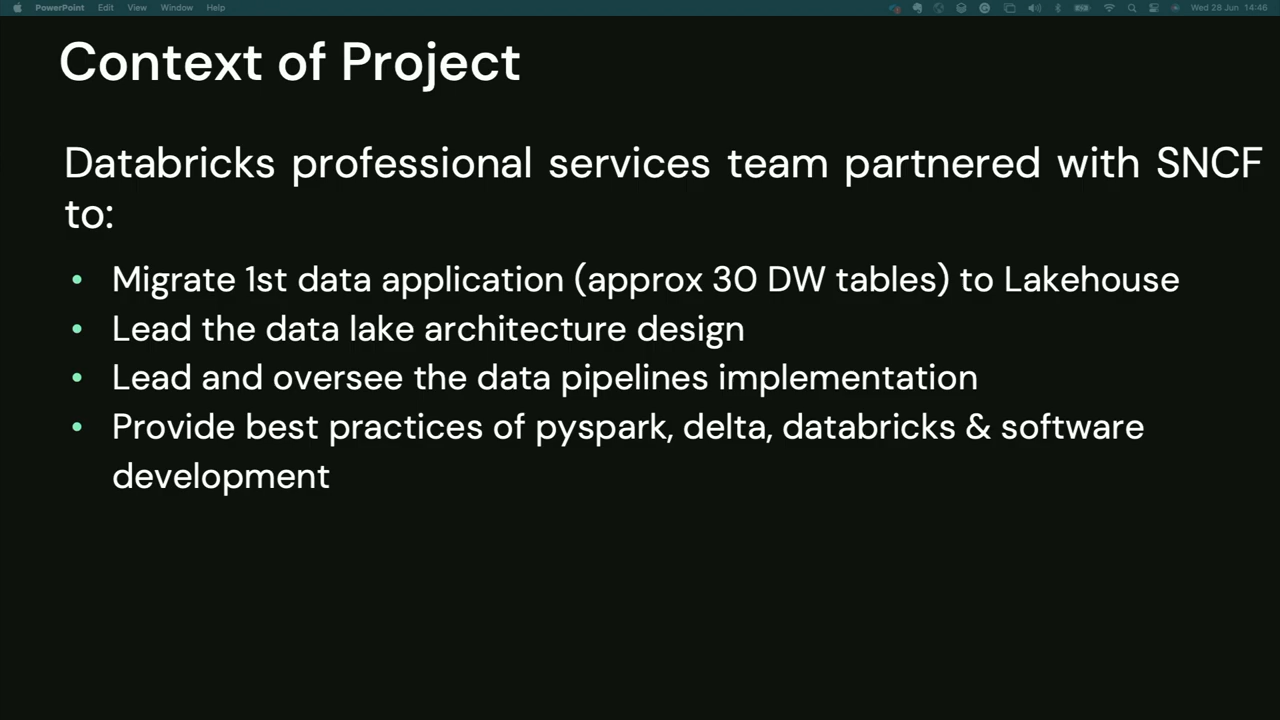 PowerPoint Edit View Window Help Wed 28 Jun 14:46
Context of Project
Databricks professional services team partnered with SNCF
to:
• Migrate 1st data application (approx 30 DW tables) to Lakehouse
• Lead the data lake architecture design
• Lead and oversee the data pipelines implementation
• Provide best practices of pyspark, delta, databricks & software
development